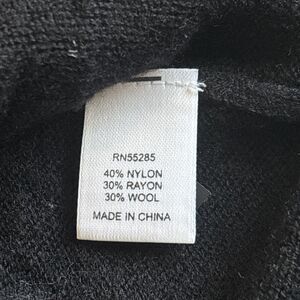 RN55285
40% NYLON
30% RAYON
30% WOOL
MADE IN CHINA